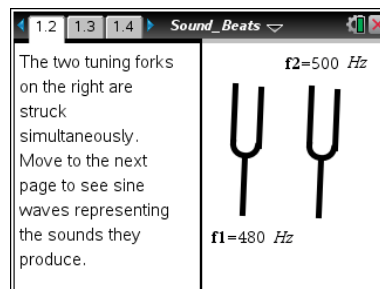 1.2 1.3 1.4 Sound_Beats
The two tuning forks
on the right are
struck
simultaneously.
Move to the next
page to see sine
waves representing
the sounds they
produce.
f2=500 Hz
f1=480 Hz